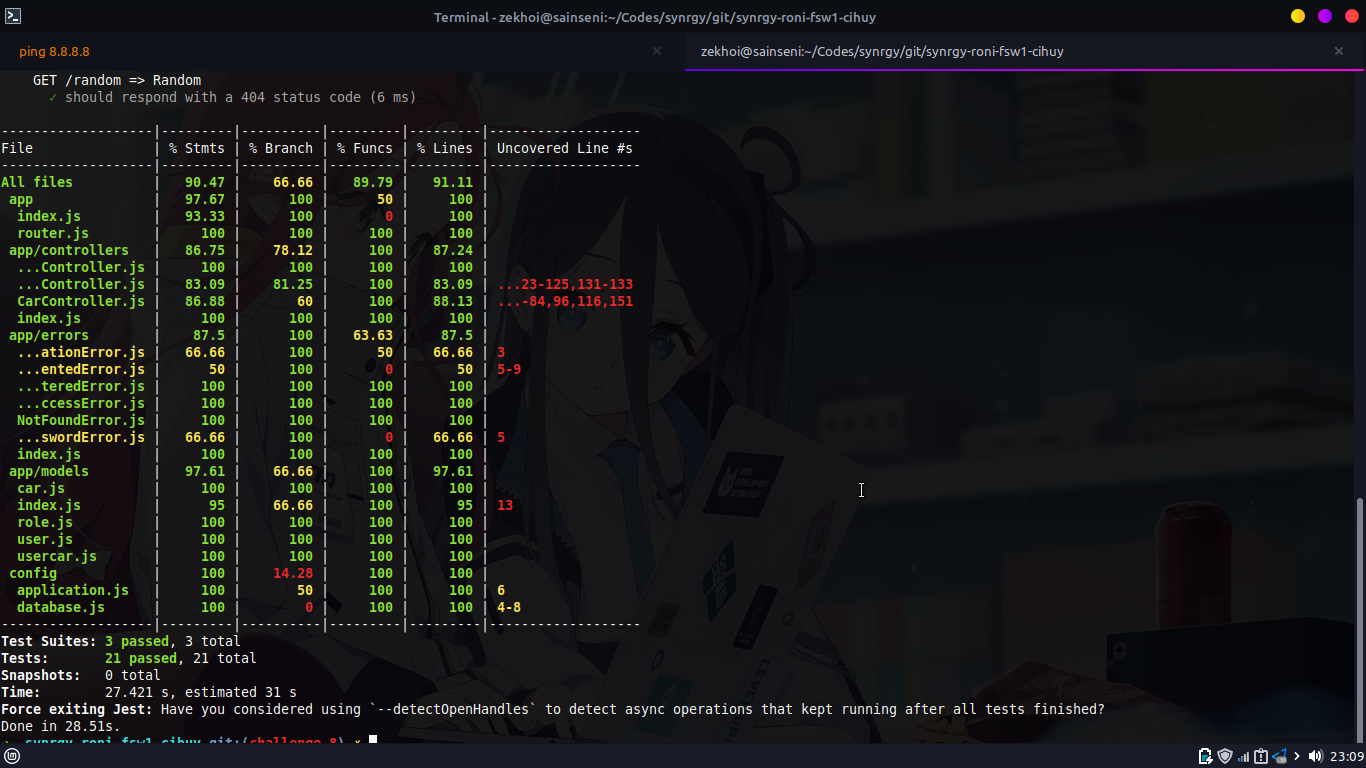 Terminal - zekhoi@sainseni:~/Codes/synrgy/git/synrgy-roni-fsw1-cihuy
ping 8.8.8.8
zekhoi@sainseni:~/Codes/synrgy/git/synrgy-roni-fsw1-cihuy
GET /random => Random
✓ should respond with a 404 status code (6 ms)
-------------------|---------|----------|---------|---------|-------------------
File | % Stmts | % Branch | % Funcs | % Lines | Uncovered Line #s
-------------------|---------|----------|---------|---------|-------------------
All files | 90.47 | 66.66 | 89.79 | 91.11 |
app | 97.67 | 100 | 50 | 100 |
index.js | 93.33 | 100 | 0 | 100 |
router.js | 100 | 100 | 100 | 100 |
app/controllers | 86.75 | 78.12 | 100 | 87.24 |
...Controller.js | 100 | 100 | 100 | 100 |
...Controller.js | 83.09 | 81.25 | 100 | 83.09 | ...23-125,131-133
CarController.js | 86.88 | 60 | 100 | 88.13 | ...-84,96,116,151
index.js | 100 | 100 | 100 | 100 |
app/errors | 87.5 | 100 | 63.63 | 87.5 |
...ationError.js | 66.66 | 100 | 50 | 66.66 | 3
...entedError.js | 50 | 100 | 0 | 50 | 5-9
...teredError.js | 100 | 100 | 100 | 100 |
...ccessError.js | 100 | 100 | 100 | 100 |
NotFoundError.js | 100 | 100 | 100 | 100 |
...swordError.js | 66.66 | 100 | 0 | 66.66 | 5
index.js | 100 | 100 | 100 | 100 |
app/models | 97.61 | 66.66 | 100 | 97.61 |
car.js | 100 | 100 | 100 | 100 |
index.js | 95 | 66.66 | 100 | 95 | 13
role.js | 100 | 100 | 100 | 100 |
user.js | 100 | 100 | 100 | 100 |
usercar.js | 100 | 100 | 100 | 100 |
config | 100 | 14.28 | 100 | 100 |
application.js | 100 | 50 | 100 | 100 | 6
database.js | 100 | 0 | 100 | 100 | 4-8
-------------------|---------|----------|---------|---------|-------------------
Test Suites: 3 passed, 3 total
Tests: 21 passed, 21 total
Snapshots: 0 total
Time: 27.421 s, estimated 31 s
Force exiting Jest: Have you considered using `--detectOpenHandles` to detect async operations that kept running after all tests finished?
Done in 28.51s.
synrgy-roni-fsw1-cihuy git:(challenge-8)
23:09